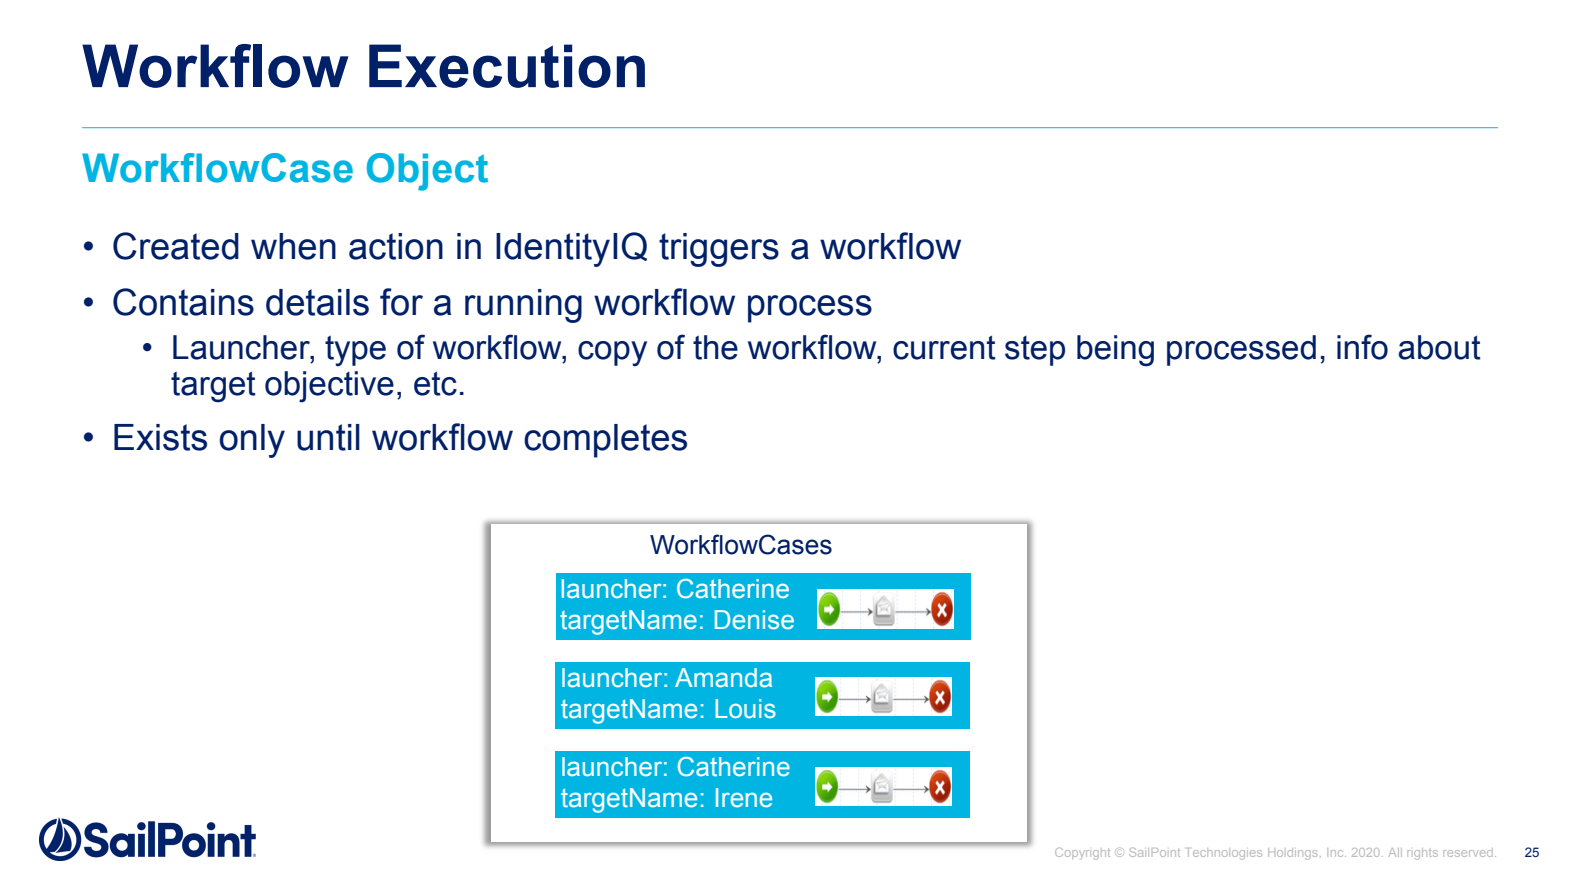 Workflow Execution
WorkflowCase Object
• Created when action in IdentityIQ triggers a workflow
• Contains details for a running workflow process
• Launcher, type of workflow, copy of the workflow, current step being processed, info about
target objective, etc.
• Exists only until workflow completes
WorkflowCases
launcher: Catherine
targetName: Denise
launcher: Amanda
targetName: Louis
launcher: Catherine
targetName: Irene
SailPoint
Copyright © SailPoint Technologies Holdings, Inc. 2020. All rights reserved.
25